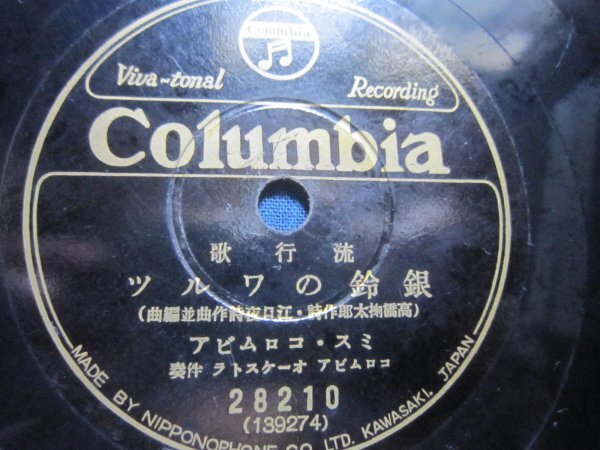 Columbia
Viva-tonal Recording
Columbia
流行歌
銀鈴のワルツ
(高橋掬太郎作詩・江口夜詩作曲並編曲)
ミス・コロムビア
コロムビア オーケストラ 伴奏
28210
(139274)
MADE BY NIPPONOPHONE CO., LTD. KAWASAKI, JAPAN.